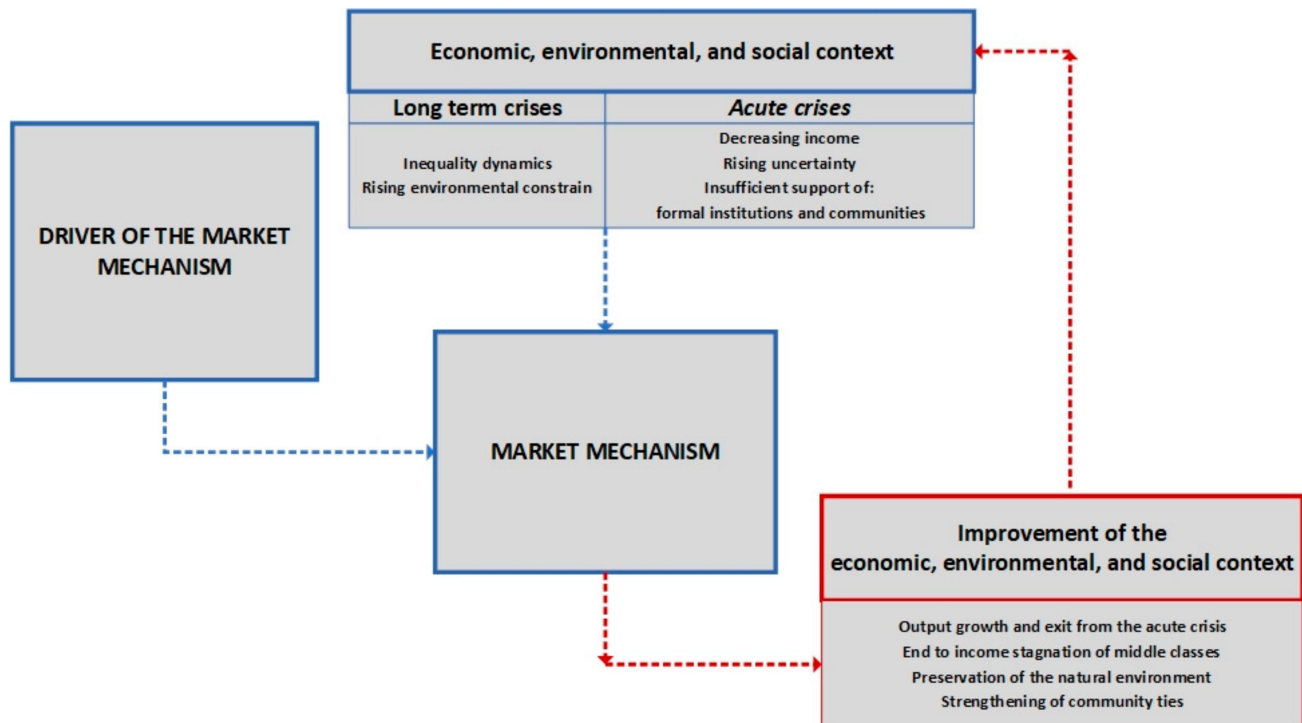 Economic, environmental, and social context
Long term crises
Acute crises
Inequality dynamics
Rising environmental constrain
Decreasing income
Rising uncertainty
Insufficient support of:
formal institutions and communities
DRIVER OF THE MARKET
MECHANISM
MARKET MECHANISM
Improvement of the
economic, environmental, and social context
Output growth and exit from the acute crisis
End to income stagnation of middle classes
Preservation of the natural environment
Strengthening of community ties